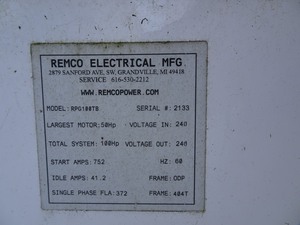 REMCO ELECTRICAL MFG.
2879 SANFORD AVE, SW, GRANDVILLE, MI 49418
SERVICE 616-530-2212
WWW.REMCOPOWER.COM
MODEL: RPG100TB SERIAL #: 2133
LARGEST MOTOR: 50Hp VOLTAGE IN: 240
TOTAL SYSTEM: 100Hp VOLTAGE OUT: 240
START AMPS: 752 HZ: 60
IDLE AMPS: 41.2 FRAME: ODP
SINGLE PHASE FLA: 372 FRAME: 404T